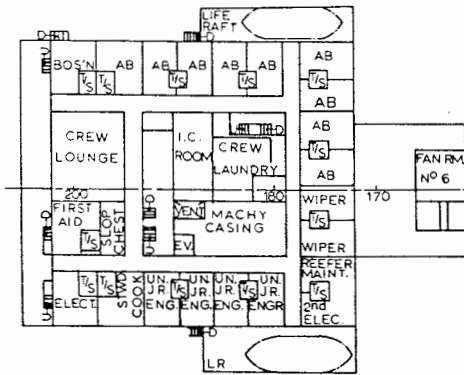 LIFE
RAFT
D
D
U
BOS'N
T/S
T/S
AB
AB
T/S
AB
AB
T/S
AB
AB
T/S
AB
AB
T/S
AB
CREW
LOUNGE
I.C.
ROOM
D
CREW
LAUNDRY
FAN RM.
Nº 6
200
180
170
FIRST
AID
T/S
SLOP
CHEST
D
U
D
U
VENT
EV.
MACHY
CASING
WIPER
T/S
WIPER
REEFER
MAINT.
T/S
2nd
ELEC.
U
ELECT.
T/S
T/S
STWD
COOK
UN.
JR.
ENG.
T/S
UN.
JR.
ENG.
UN.
JR.
ENG.
T/S
UN.
JR.
ENGR
D
LR